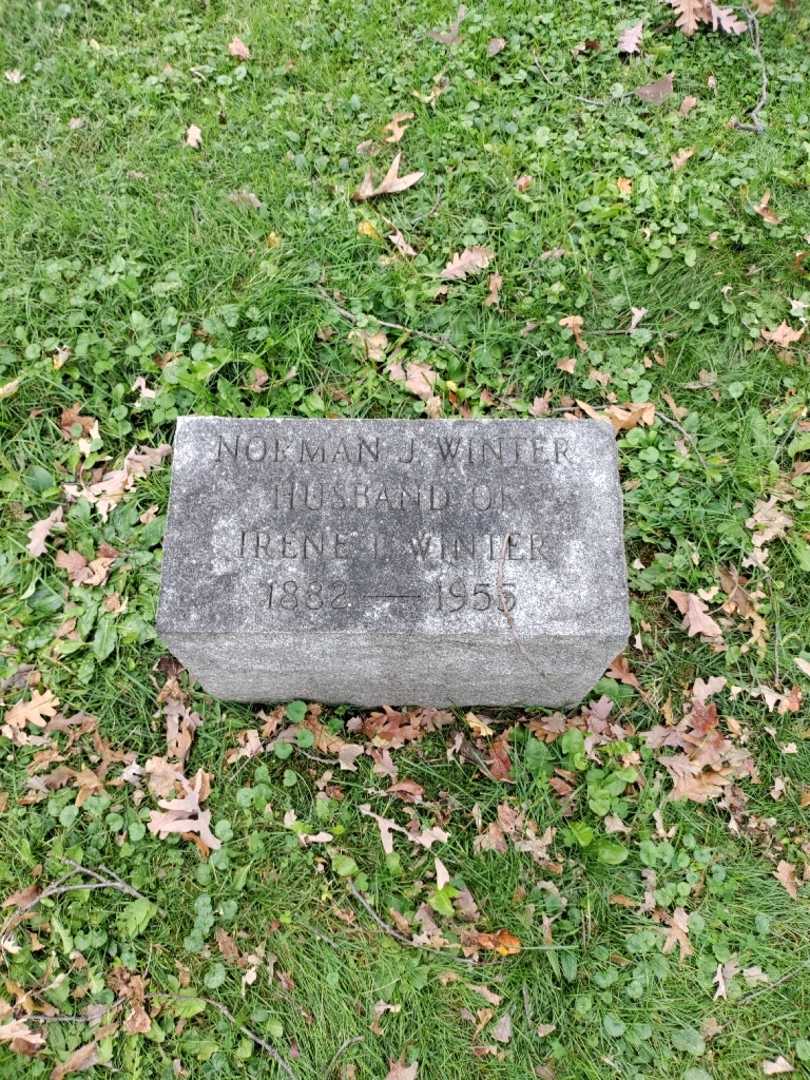 NORMAN J. WINTER
HUSBAND OF
IRENE L. WINTER
1882 — 1955